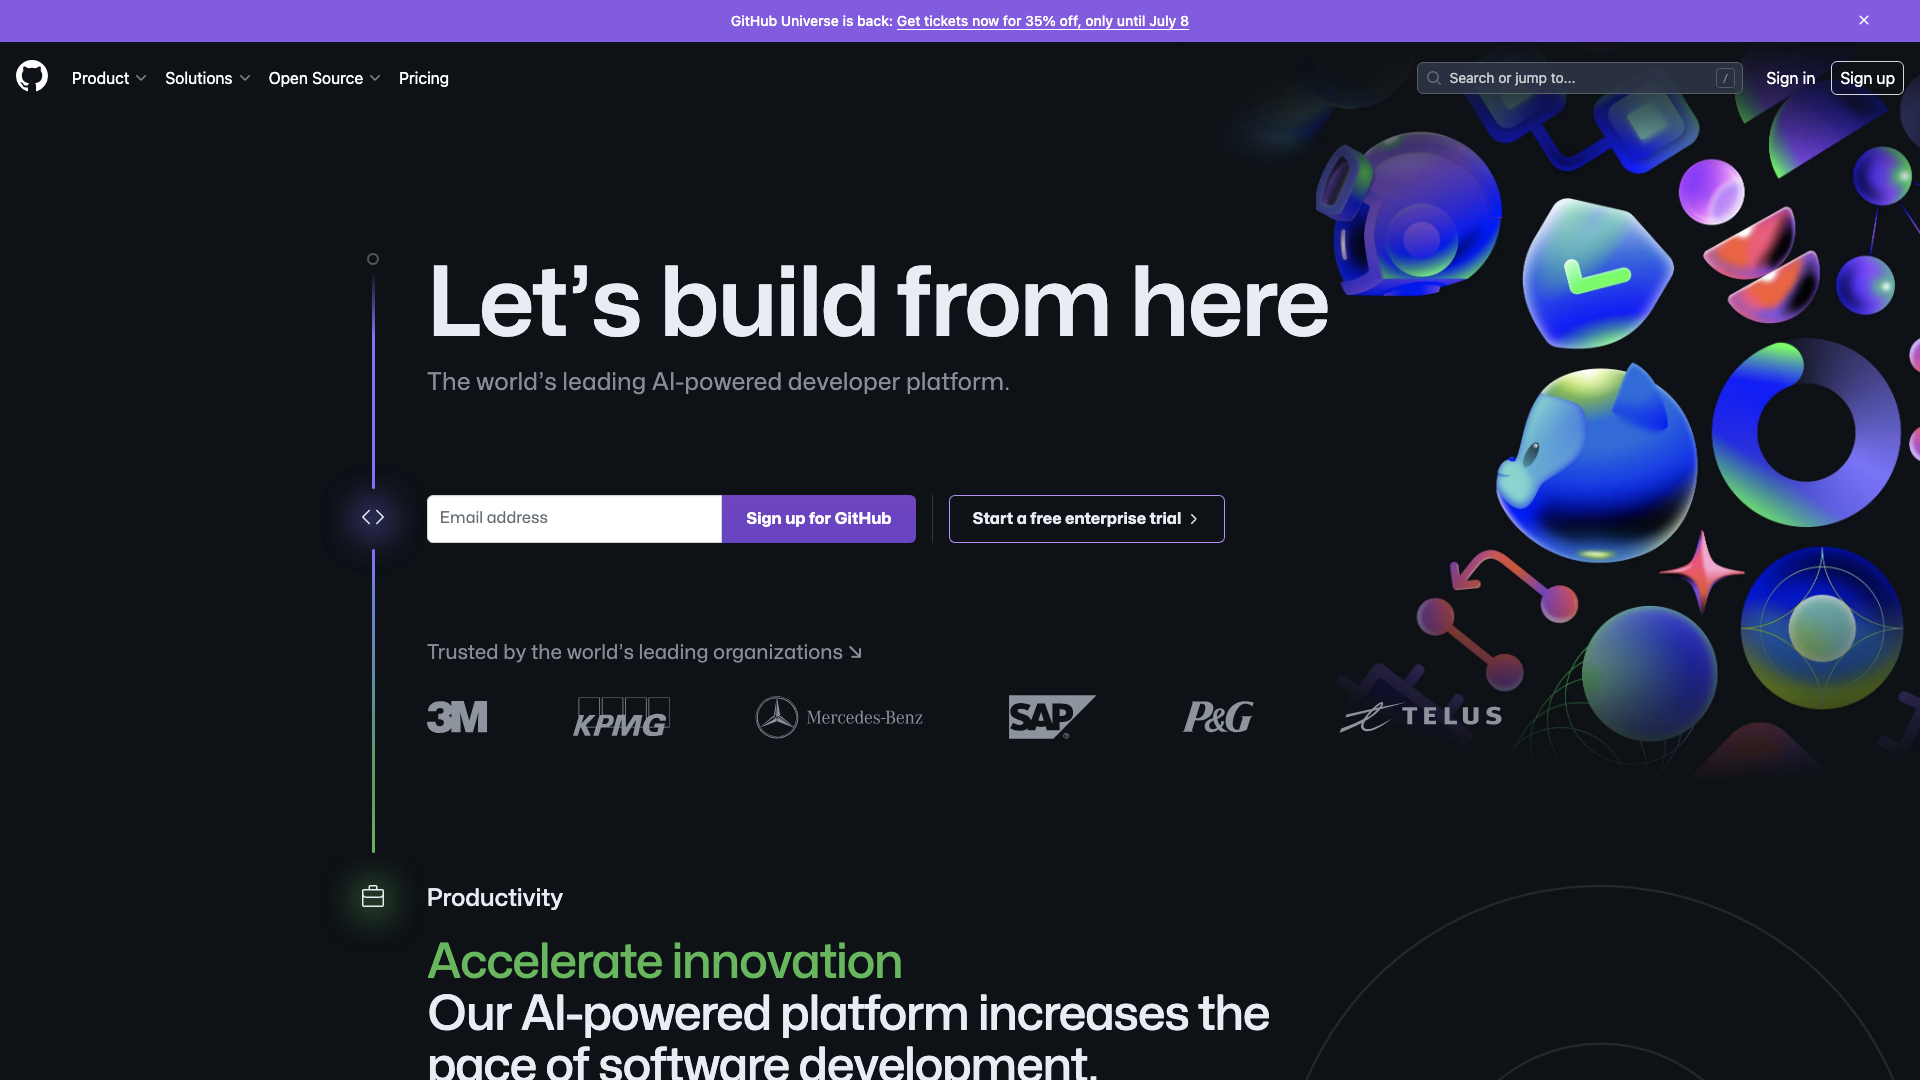 GitHub Universe is back: Get tickets now for 35% off, only until July 8
Product
Solutions
Open Source
Pricing
Search or jump to...
/
Sign in
Sign up
Let’s build from here
The world’s leading AI-powered developer platform.
Email address
Sign up for GitHub
Start a free enterprise trial
Trusted by the world’s leading organizations
3M
KPMG
Mercedes-Benz
SAP
®
P&G
TELUS
Productivity
Accelerate innovation
Our AI-powered platform increases the
pace of software development.